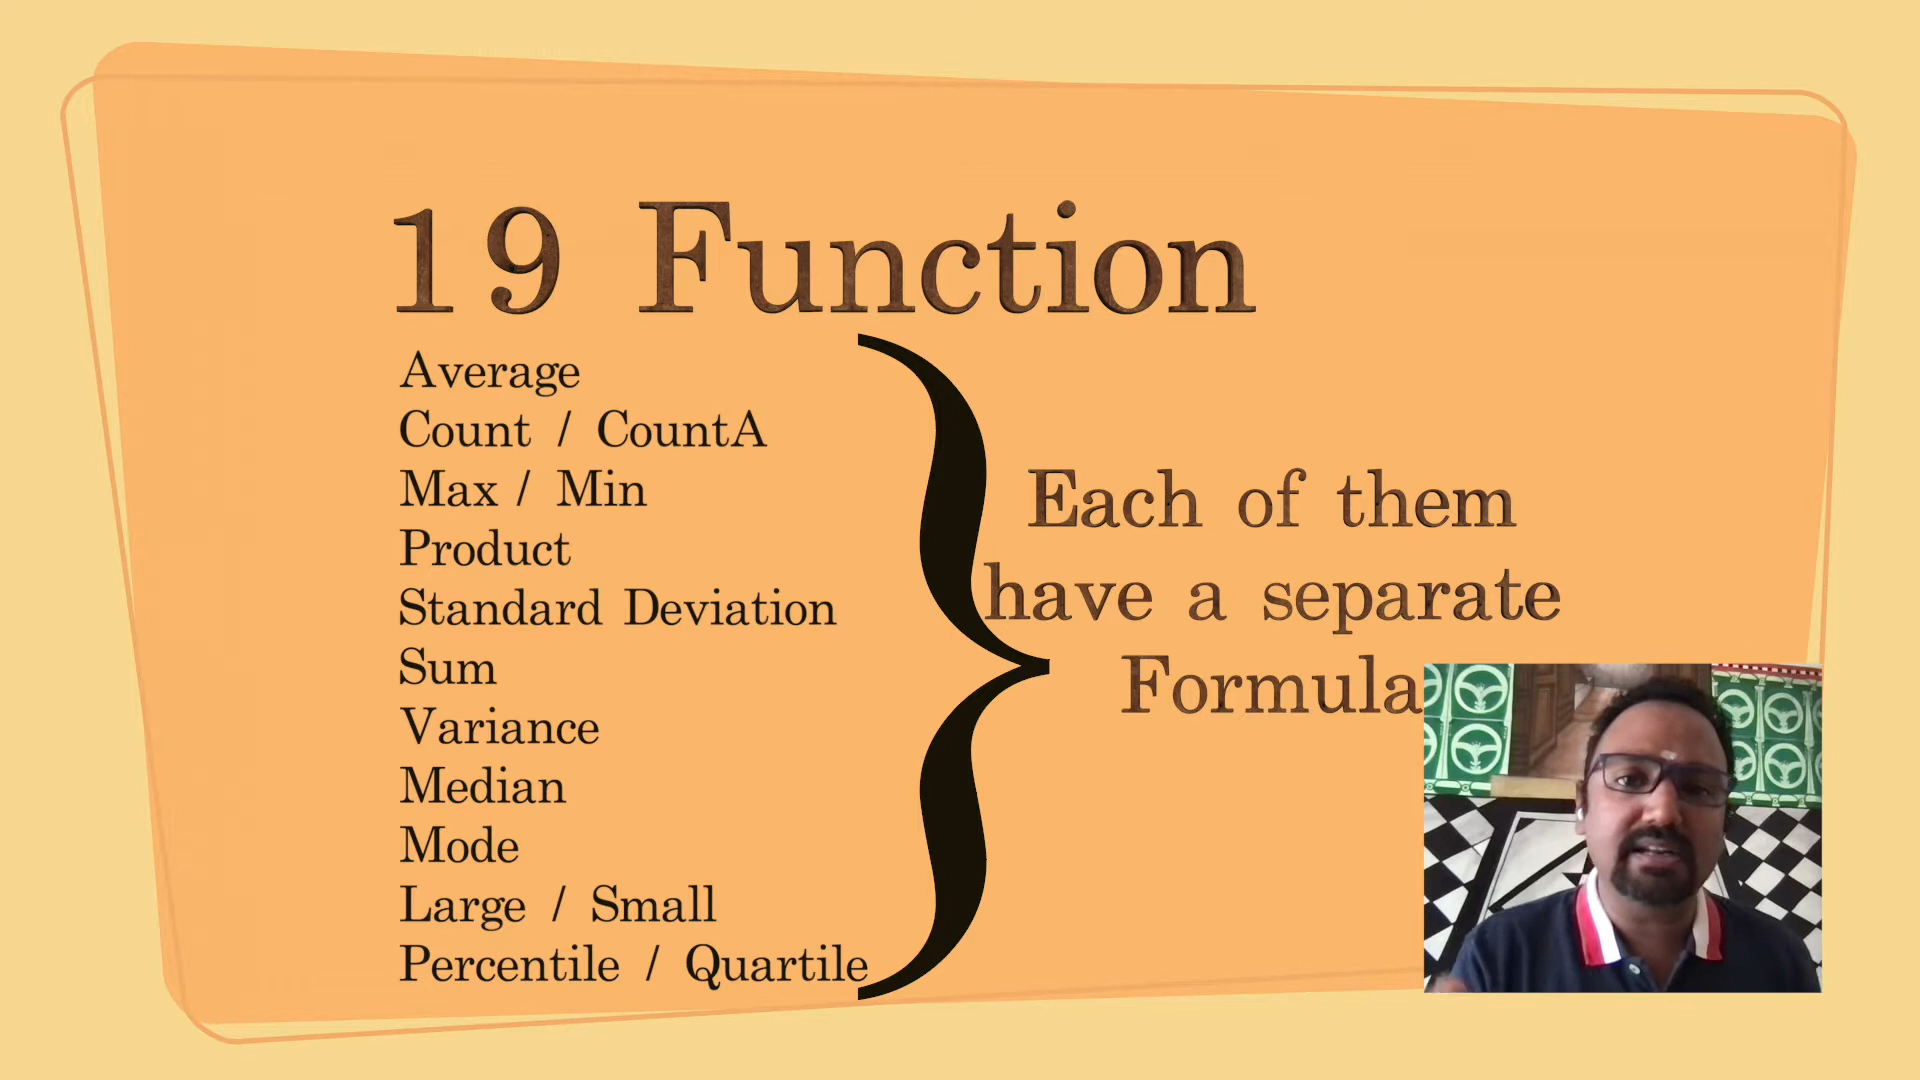 19 Function
Average
Count / CountA
Max / Min
Product
Standard Deviation
Sum
Variance
Median
Mode
Large / Small
Percentile / Quartile
Each of them
have a separate
Formula